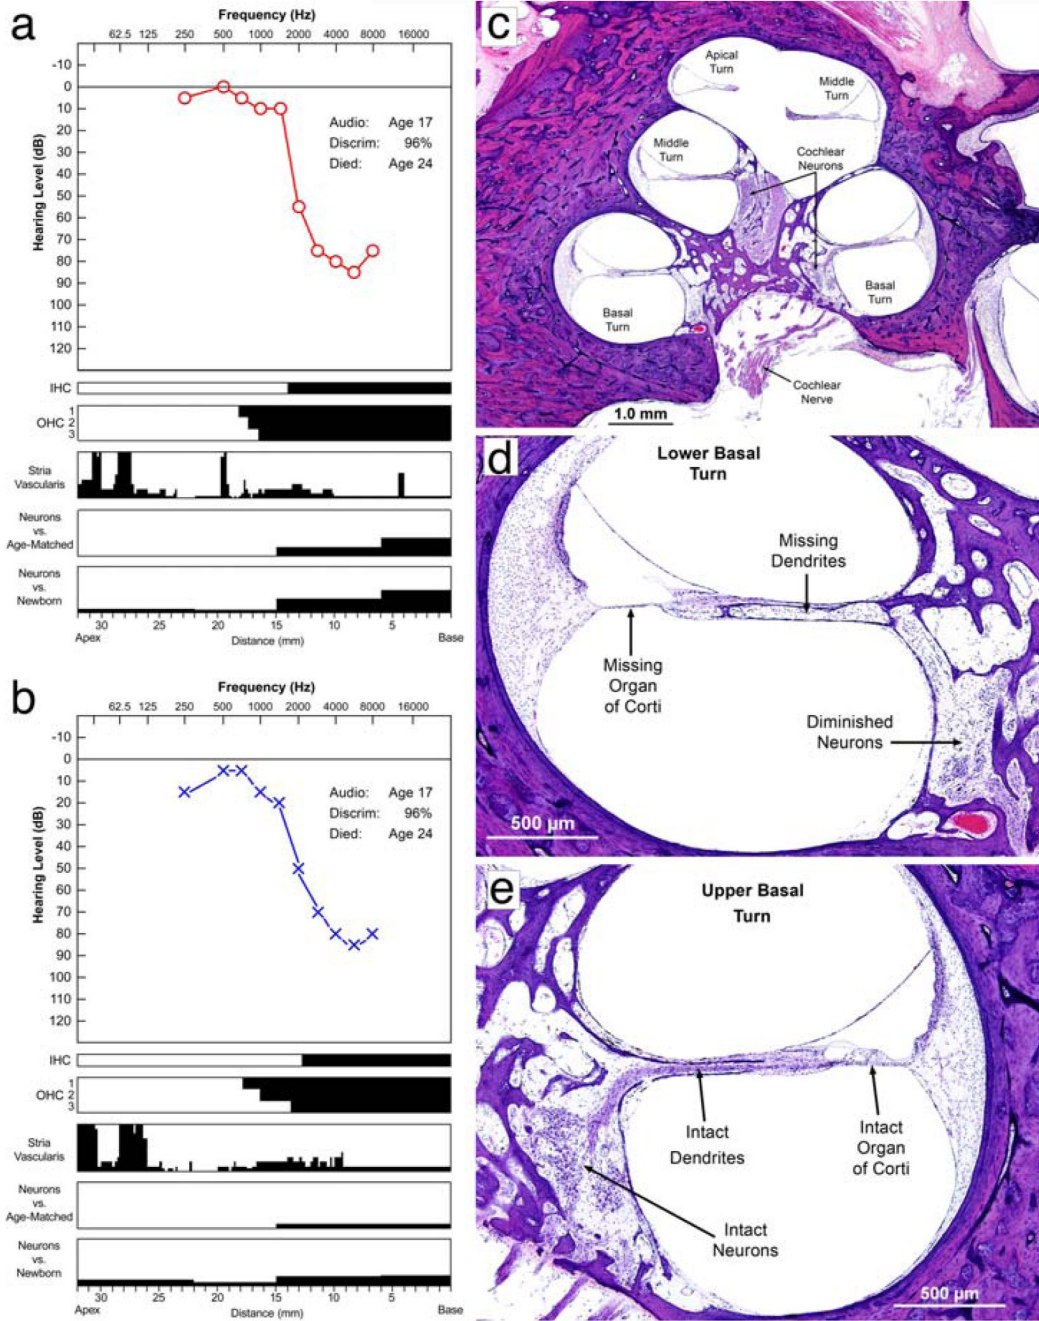 a
Frequency (Hz)
62.5 125 250 500 1000 2000 4000 8000 16000
-10
0
10
20
30
40
50
60
70
80
90
100
110
120
Hearing Level (dB)
Audio: Age 17
Discrim: 96%
Died: Age 24
IHC
1
OHC 2
3
Stria
Vascularis
Neurons
vs.
Age-Matched
Neurons
vs.
Newborn
30 25 20 15 10 5
Apex Distance (mm) Base
b
Frequency (Hz)
62.5 125 250 500 1000 2000 4000 8000 16000
-10
0
10
20
30
40
50
60
70
80
90
100
110
120
Hearing Level (dB)
Audio: Age 17
Discrim: 96%
Died: Age 24
IHC
1
OHC 2
3
Stria
Vascularis
Neurons
vs.
Age-Matched
Neurons
vs.
Newborn
30 25 20 15 10 5
Apex Distance (mm) Base
c
Apical
Turn
Middle
Turn
Middle
Turn
Cochlear
Neurons
Basal
Turn
Basal
Turn
Cochlear
Nerve
1.0 mm
d
Lower Basal
Turn
Missing
Dendrites
Missing
Organ
of Corti
Diminished
Neurons
500 µm
e
Upper Basal
Turn
Intact
Dendrites
Intact
Organ
of Corti
Intact
Neurons
500 µm